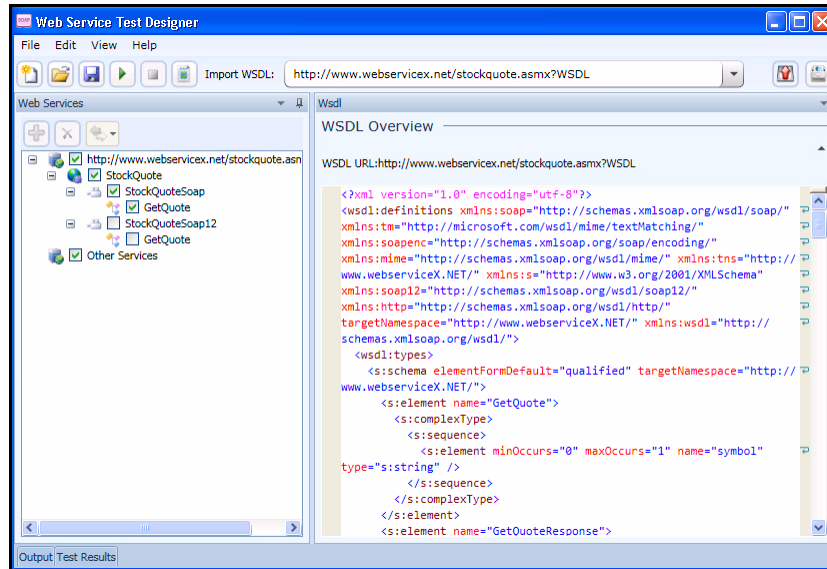 Web Service Test Designer
File Edit View Help
Import WSDL: http://www.webservicex.net/stockquote.asmx?WSDL
Web Services
http://www.webservicex.net/stockquote.asn
StockQuote
StockQuoteSoap
GetQuote
StockQuoteSoap12
GetQuote
Other Services
Wsdl
WSDL Overview
WSDL URL:http://www.webservicex.net/stockquote.asmx?WSDL
<?xml version="1.0" encoding="utf-8"?>
<wsdl:definitions xmlns:soap="http://schemas.xmlsoap.org/wsdl/soap/"
xmlns:tm="http://microsoft.com/wsdl/mime/textMatching/"
xmlns:soapenc="http://schemas.xmlsoap.org/soap/encoding/"
xmlns:mime="http://schemas.xmlsoap.org/wsdl/mime/" xmlns:tns="http://
www.webserviceX.NET/" xmlns:s="http://www.w3.org/2001/XMLSchema"
xmlns:soap12="http://schemas.xmlsoap.org/wsdl/soap12/"
xmlns:http="http://schemas.xmlsoap.org/wsdl/http/"
targetNamespace="http://www.webserviceX.NET/" xmlns:wsdl="http://
schemas.xmlsoap.org/wsdl/">
<wsdl:types>
<s:schema elementFormDefault="qualified" targetNamespace="http://
www.webserviceX.NET/">
<s:element name="GetQuote">
<s:complexType>
<s:sequence>
<s:element minOccurs="0" maxOccurs="1" name="symbol"
type="s:string" />
</s:sequence>
</s:complexType>
</s:element>
<s:element name="GetQuoteResponse">
Output Test Results